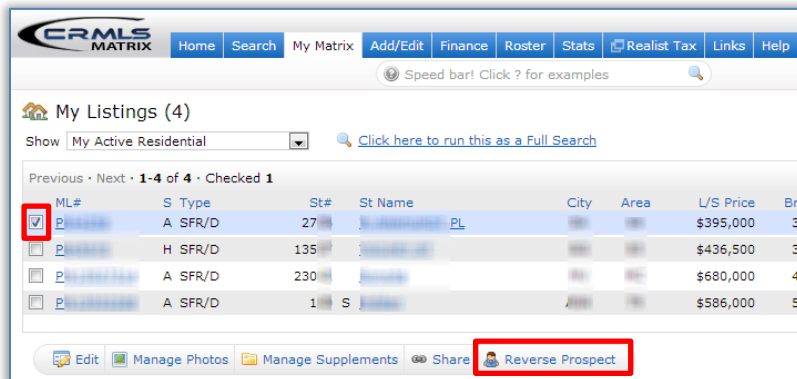 CRMLS
MATRIX
Home Search My Matrix Add/Edit Finance Roster Stats Realist Tax Links Help
Speed bar! Click ? for examples
My Listings (4)
Show My Active Residential Click here to run this as a Full Search
Previous · Next · 1-4 of 4 · Checked 1
ML# S Type St# St Name City Area L/S Price
P A SFR/D 27 PL $395,000
P H SFR/D 135 $436,500
P A SFR/D 230 $680,000
P A SFR/D 1 S $586,000
Edit Manage Photos Manage Supplements Share Reverse Prospect